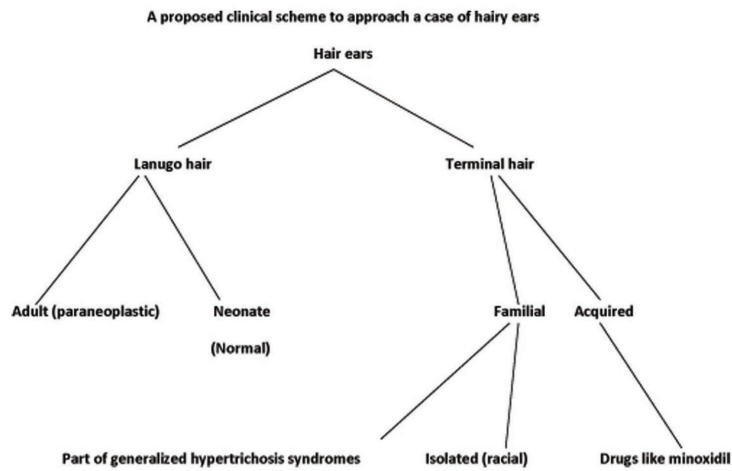 A proposed clinical scheme to approach a case of hairy ears
Hair ears
Lanugo hair
Terminal hair
Adult (paraneoplastic)
Neonate
(Normal)
Familial
Acquired
Part of generalized hypertrichosis syndromes
Isolated (racial)
Drugs like minoxidil